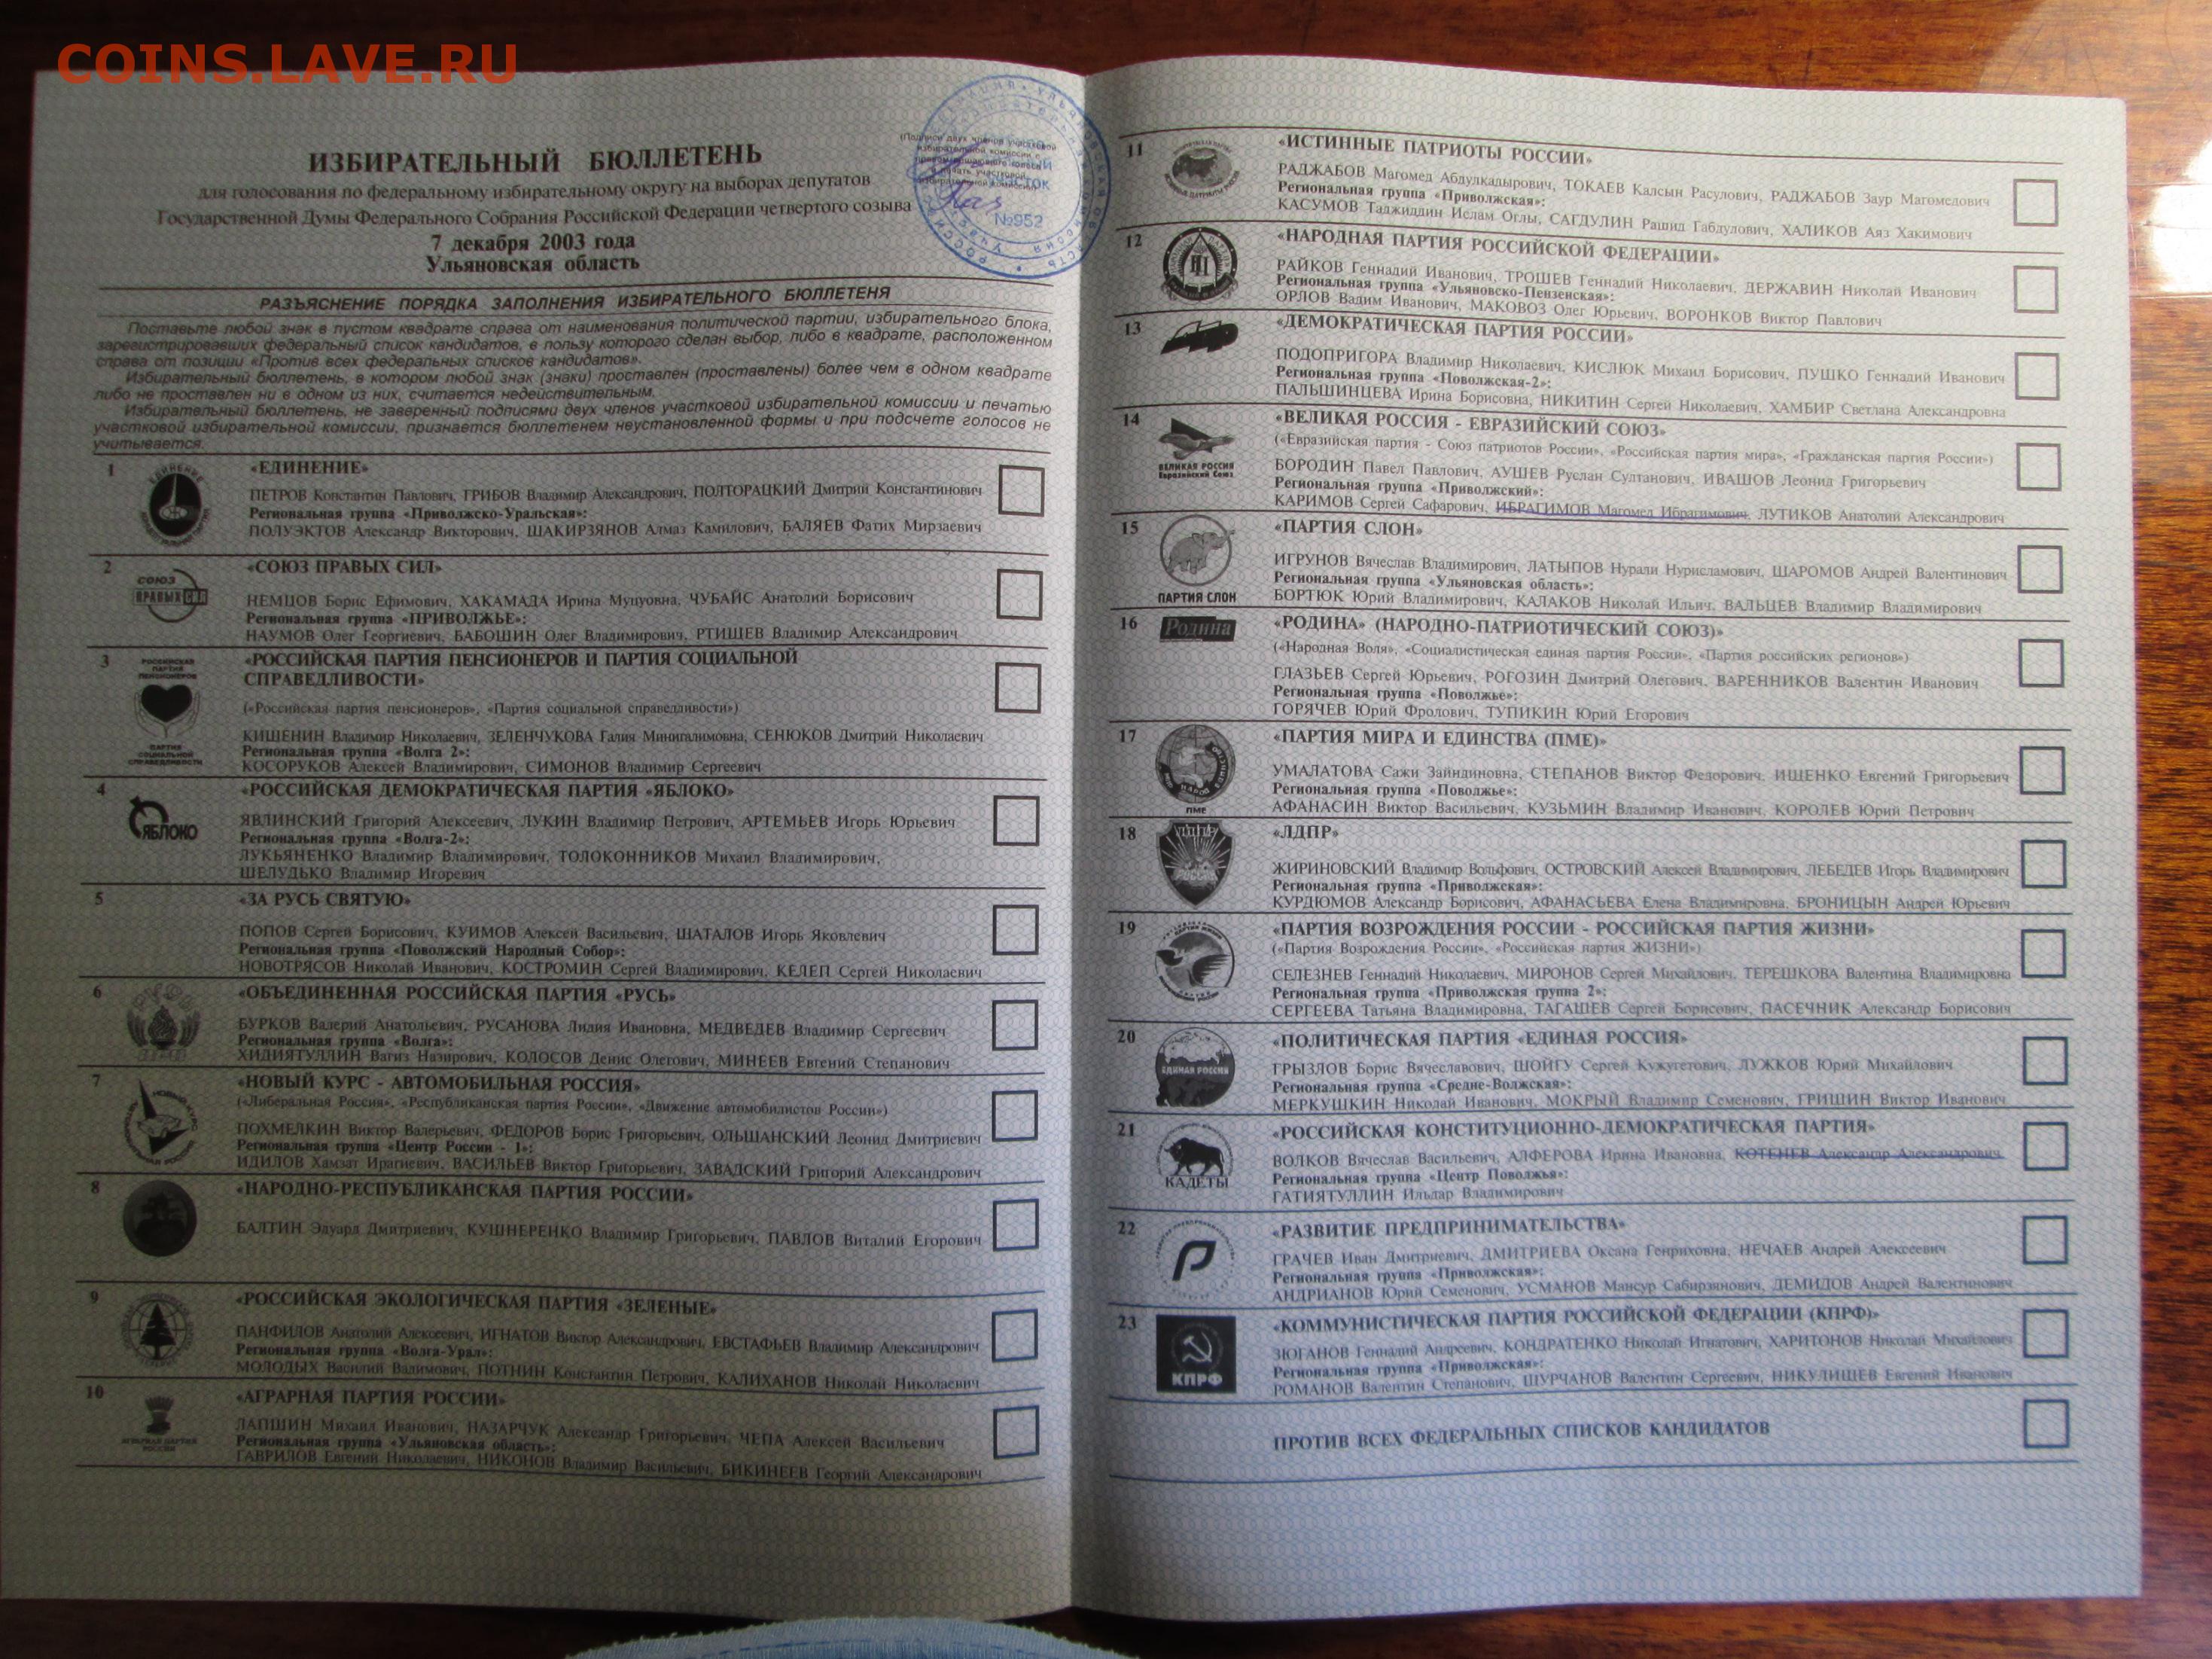 COINS.LAVE.RU
ИЗБИРАТЕЛЬНЫЙ БЮЛЛЕТЕНЬ
для голосования по федеральному избирательному округу на выборах депутатов
Государственной Думы Федерального Собрания Российской Федерации четвертого созыва
7 декабря 2003 года
Ульяновская область
(Подписи двух членов участковой
избирательной комиссии с
№952
РАЗЪЯСНЕНИЕ ПОРЯДКА ЗАПОЛНЕНИЯ ИЗБИРАТЕЛЬНОГО БЮЛЛЕТЕНЯ
Поставьте любой знак в пустом квадрате справа от наименования политической партии, избирательного блока,
зарегистрировавших федеральный список кандидатов, в пользу которого сделан выбор, либо в квадрате, расположенном
справа от позиции «Против всех федеральных списков кандидатов».
Избирательный бюллетень, в котором любой знак (знаки) проставлен (проставлены) более чем в одном квадрате
либо не проставлен ни в одном из них, считается недействительным.
Избирательный бюллетень, не заверенный подписями двух членов участковой избирательной комиссии и печатью
участковой избирательной комиссии, признается бюллетенем неустановленной формы и при подсчете голосов не
учитывается.
1 «ЕДИНЕНИЕ»
ПЕТРОВ Константин Павлович, ГРИБОВ Владимир Александрович, ПОЛТОРАЦКИЙ Дмитрий Константинович
Региональная группа «Приволжско-Уральская»:
ПОЛУЭКТОВ Александр Викторович, ШАКИРЗЯНОВ Алмаз Камилович, БАЛЯЕВ Фатих Мирзаевич
2 «СОЮЗ ПРАВЫХ СИЛ»
СОЮЗ
ПРАВЫХ СИЛ
НЕМЦОВ Борис Ефимович, ХАКАМАДА Ирина Муцуовна, ЧУБАЙС Анатолий Борисович
Региональная группа «ПРИВОЛЖЬЕ»:
НАУМОВ Олег Георгиевич, БАБОШИН Олег Владимирович, РТИЩЕВ Владимир Александрович
3 «РОССИЙСКАЯ ПАРТИЯ ПЕНСИОНЕРОВ И ПАРТИЯ СОЦИАЛЬНОЙ
СПРАВЕДЛИВОСТИ»
РОССИЙСКАЯ
ПАРТИЯ
ПЕНСИОНЕРОВ
(«Российская партия пенсионеров», «Партия социальной справедливости»)
КИШЕНИН Владимир Николаевич, ЗЕЛЕНЧУКОВА Галия Минигалимовна, СЕНЮКОВ Дмитрий Николаевич
ПАРТИЯ
СОЦИАЛЬНОЙ
СПРАВЕДЛИВОСТИ
Региональная группа «Волга 2»:
КОСОРУКОВ Алексей Владимирович, СИМОНОВ Владимир Сергеевич
4 «РОССИЙСКАЯ ДЕМОКРАТИЧЕСКАЯ ПАРТИЯ «ЯБЛОКО»
ЯБЛОКО
ЯВЛИНСКИЙ Григорий Алексеевич, ЛУКИН Владимир Петрович, АРТЕМЬЕВ Игорь Юрьевич
Региональная группа «Волга-2»:
ЛУКЬЯНЕНКО Владимир Владимирович, ТОЛОКОННИКОВ Михаил Владимирович,
ШЕЛУДЬКО Владимир Игоревич
5 «ЗА РУСЬ СВЯТУЮ»
ПОПОВ Сергей Борисович, КУИМОВ Алексей Васильевич, ШАТАЛОВ Игорь Яковлевич
Региональная группа «Поволжский Народный Собор»:
НОВОТРЯСОВ Николай Иванович, КОСТРОМИН Сергей Владимирович, КЕЛЕП Сергей Николаевич
6 «ОБЪЕДИНЕННАЯ РОССИЙСКАЯ ПАРТИЯ «РУСЬ»
БУРКОВ Валерий Анатольевич, РУСАНОВА Лидия Ивановна, МЕДВЕДЕВ Владимир Сергеевич
Региональная группа «Волга»:
ХИДИЯТУЛЛИН Вагиз Назирович, КОЛОСОВ Денис Олегович, МИНЕЕВ Евгений Степанович
7 «НОВЫЙ КУРС - АВТОМОБИЛЬНАЯ РОССИЯ»
(«Либеральная Россия», «Республиканская партия России», «Движение автомобилистов России»)
ПОХМЕЛКИН Виктор Валерьевич, ФЕДОРОВ Борис Григорьевич, ОЛЬШАНСКИЙ Леонид Дмитриевич
Региональная группа «Центр России - 1»:
ИДИЛОВ Хамзат Ирагиевич, ВАСИЛЬЕВ Виктор Григорьевич, ЗАВАДСКИЙ Григорий Александрович
8 «НАРОДНО-РЕСПУБЛИКАНСКАЯ ПАРТИЯ РОССИИ»
БАЛТИН Эдуард Дмитриевич, КУШНЕРЕНКО Владимир Григорьевич, ПАВЛОВ Виталий Егорович
9 «РОССИЙСКАЯ ЭКОЛОГИЧЕСКАЯ ПАРТИЯ «ЗЕЛЕНЫЕ»
ПАНФИЛОВ Анатолий Алексеевич, ИГНАТОВ Виктор Александрович, ЕВСТАФЬЕВ Владимир Александрович
Региональная группа «Волга-Урал»:
МОЛОДЫХ Василий Вадимович, ПОТНИН Константин Петрович, КАЛИХАНОВ Николай Николаевич
10 «АГРАРНАЯ ПАРТИЯ РОССИИ»
ЛАПШИН Михаил Иванович, НАЗАРЧУК Александр Григорьевич, ЧЕПА Алексей Васильевич
АГРАРНАЯ ПАРТИЯ
РОССИИ
Региональная группа «Ульяновская область»:
ГАВРИЛОВ Евгений Николаевич, НИКОНОВ Владимир Васильевич, БИКИНЕЕВ Георгий Александрович
11 «ИСТИННЫЕ ПАТРИОТЫ РОССИИ»
РАДЖАБОВ Магомед Абдулкадырович, ТОКАЕВ Калсын Расулович, РАДЖАБОВ Заур Магомедович
Региональная группа «Приволжская»:
КАСУМОВ Таджиддин Ислам Оглы, САГДУЛИН Рашид Габдулович, ХАЛИКОВ Аяз Хакимович
12 «НАРОДНАЯ ПАРТИЯ РОССИЙСКОЙ ФЕДЕРАЦИИ»
РАЙКОВ Геннадий Иванович, ТРОШЕВ Геннадий Николаевич, ДЕРЖАВИН Николай Иванович
Региональная группа «Ульяновско-Пензенская»:
ОРЛОВ Вадим Иванович, МАКОВОЗ Олег Юрьевич, ВОРОНКОВ Виктор Павлович
13 «ДЕМОКРАТИЧЕСКАЯ ПАРТИЯ РОССИИ»
ПОДОПРИГОРА Владимир Николаевич, КИСЛЮК Михаил Борисович, ПУШКО Геннадий Иванович
Региональная группа «Поволжская-2»:
ПАЛЬШИНЦЕВА Ирина Борисовна, НИКИТИН Сергей Николаевич, ХАМБИР Светлана Александровна
14 «ВЕЛИКАЯ РОССИЯ - ЕВРАЗИЙСКИЙ СОЮЗ»
(«Евразийская партия - Союз патриотов России», «Российская партия мира», «Гражданская партия России»)
ВЕЛИКАЯ РОССИЯ
Евразийский Союз
БОРОДИН Павел Павлович, АУШЕВ Руслан Султанович, ИВАШОВ Леонид Григорьевич
Региональная группа «Приволжский»:
КАРИМОВ Сергей Сафарович, ИБРАГИМОВ Магомед Ибрагимович, ЛУТИКОВ Анатолий Александрович
15 «ПАРТИЯ СЛОН»
ИГРУНОВ Вячеслав Владимирович, ЛАТЫПОВ Нурали Нурисламович, ШАРОМОВ Андрей Валентинович
Региональная группа «Ульяновская область»:
ПАРТИЯ СЛОН
БОРТЮК Юрий Владимирович, КАЛАКОВ Николай Ильич, ВАЛЬЦЕВ Владимир Владимирович
16 «РОДИНА» (НАРОДНО-ПАТРИОТИЧЕСКИЙ СОЮЗ)»
Родина
(«Народная Воля», «Социалистическая единая партия России», «Партия российских регионов»)
ГЛАЗЬЕВ Сергей Юрьевич, РОГОЗИН Дмитрий Олегович, ВАРЕННИКОВ Валентин Иванович
Региональная группа «Поволжье»:
ГОРЯЧЕВ Юрий Фролович, ТУПИКИН Юрий Егорович
17 «ПАРТИЯ МИРА И ЕДИНСТВА (ПМЕ)»
УМАЛАТОВА Сажи Зайндиновна, СТЕПАНОВ Виктор Федорович, ИЩЕНКО Евгений Григорьевич
Региональная группа «Поволжье»:
ПМЕ
АФАНАСИН Виктор Васильевич, КУЗЬМИН Владимир Иванович, КОРОЛЕВ Юрий Петрович
18 «ЛДПР»
ЛДПР
ЖИРИНОВСКИЙ Владимир Вольфович, ОСТРОВСКИЙ Алексей Владимирович, ЛЕБЕДЕВ Игорь Владимирович
Региональная группа «Приволжская»:
КУРДЮМОВ Александр Борисович, АФАНАСЬЕВА Елена Владимировна, БРОНИЦЫН Андрей Юрьевич
19 «ПАРТИЯ ВОЗРОЖДЕНИЯ РОССИИ - РОССИЙСКАЯ ПАРТИЯ ЖИЗНИ»
(«Партия Возрождения России», «Российская партия ЖИЗНИ»)
СЕЛЕЗНЕВ Геннадий Николаевич, МИРОНОВ Сергей Михайлович, ТЕРЕШКОВА Валентина Владимировна
Региональная группа «Приволжская группа 2»:
СЕРГЕЕВА Татьяна Владимировна, ТАГАШЕВ Сергей Борисович, ПАСЕЧНИК Александр Борисович
20 «ПОЛИТИЧЕСКАЯ ПАРТИЯ «ЕДИНАЯ РОССИЯ»
ЕДИНАЯ РОССИЯ
ГРЫЗЛОВ Борис Вячеславович, ШОЙГУ Сергей Кужугетович, ЛУЖКОВ Юрий Михайлович
Региональная группа «Средне-Волжская»:
МЕРКУШКИН Николай Иванович, МОКРЫЙ Владимир Семенович, ГРИШИН Виктор Иванович
21 «РОССИЙСКАЯ КОНСТИТУЦИОННО-ДЕМОКРАТИЧЕСКАЯ ПАРТИЯ»
ВОЛКОВ Вячеслав Васильевич, АЛФЕРОВА Ирина Ивановна, КОТЕНЕВ Александр Александрович
КАДЕТЫ
Региональная группа «Центр Поволжья»:
ГАТИЯТУЛЛИН Ильдар Владимирович
22 «РАЗВИТИЕ ПРЕДПРИНИМАТЕЛЬСТВА»
ГРАЧЕВ Иван Дмитриевич, ДМИТРИЕВА Оксана Генриховна, НЕЧАЕВ Андрей Алексеевич
Региональная группа «Приволжская»:
АНДРИАНОВ Юрий Семенович, УСМАНОВ Мансур Сабирзянович, ДЕМИДОВ Андрей Валентинович
23 «КОММУНИСТИЧЕСКАЯ ПАРТИЯ РОССИЙСКОЙ ФЕДЕРАЦИИ (КПРФ)»
ЗЮГАНОВ Геннадий Андреевич, КОНДРАТЕНКО Николай Игнатович, ХАРИТОНОВ Николай Михайлович
Региональная группа «Приволжская»:
КПРФ
РОМАНОВ Валентин Степанович, ШУРЧАНОВ Валентин Сергеевич, НИКУЛИЩЕВ Евгений Иванович
ПРОТИВ ВСЕХ ФЕДЕРАЛЬНЫХ СПИСКОВ КАНДИДАТОВ